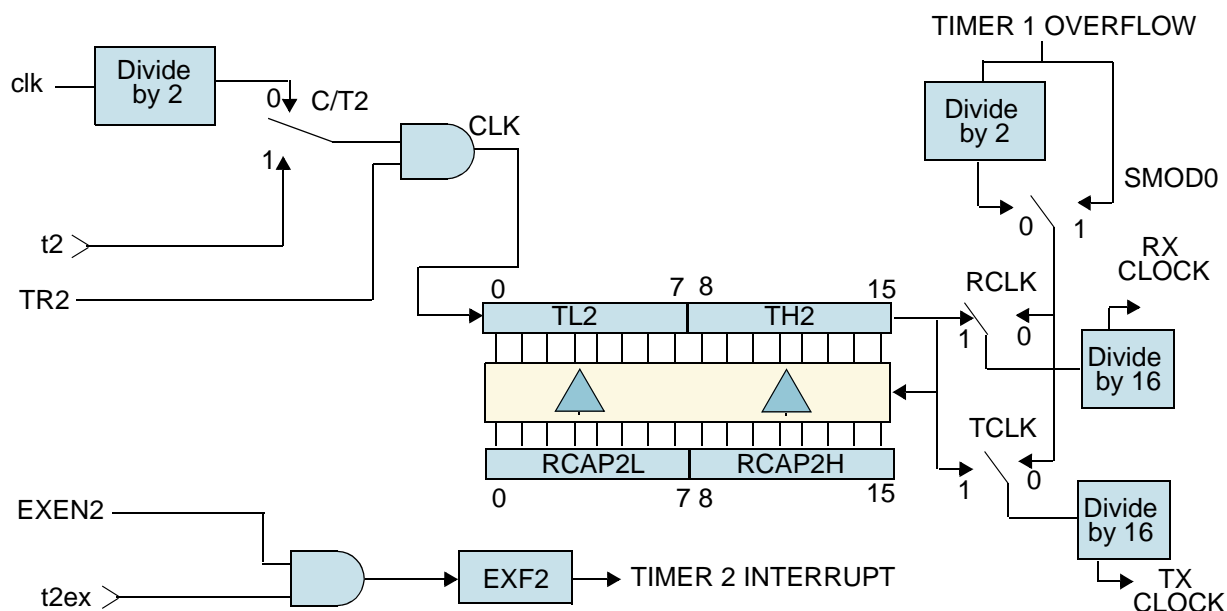 TIMER 1 OVERFLOW
clk
Divide
by 2
0
C/T2
CLK
1
Divide
by 2
SMOD0
0
1
t2
TR2
RX
CLOCK
0
7
8
15
RCLK
TL2
TH2
1
0
Divide
by 16
TCLK
RCAP2L
RCAP2H
1
0
0
7
8
15
Divide
by 16
EXEN2
EXF2
TIMER 2 INTERRUPT
t2ex
TX
CLOCK